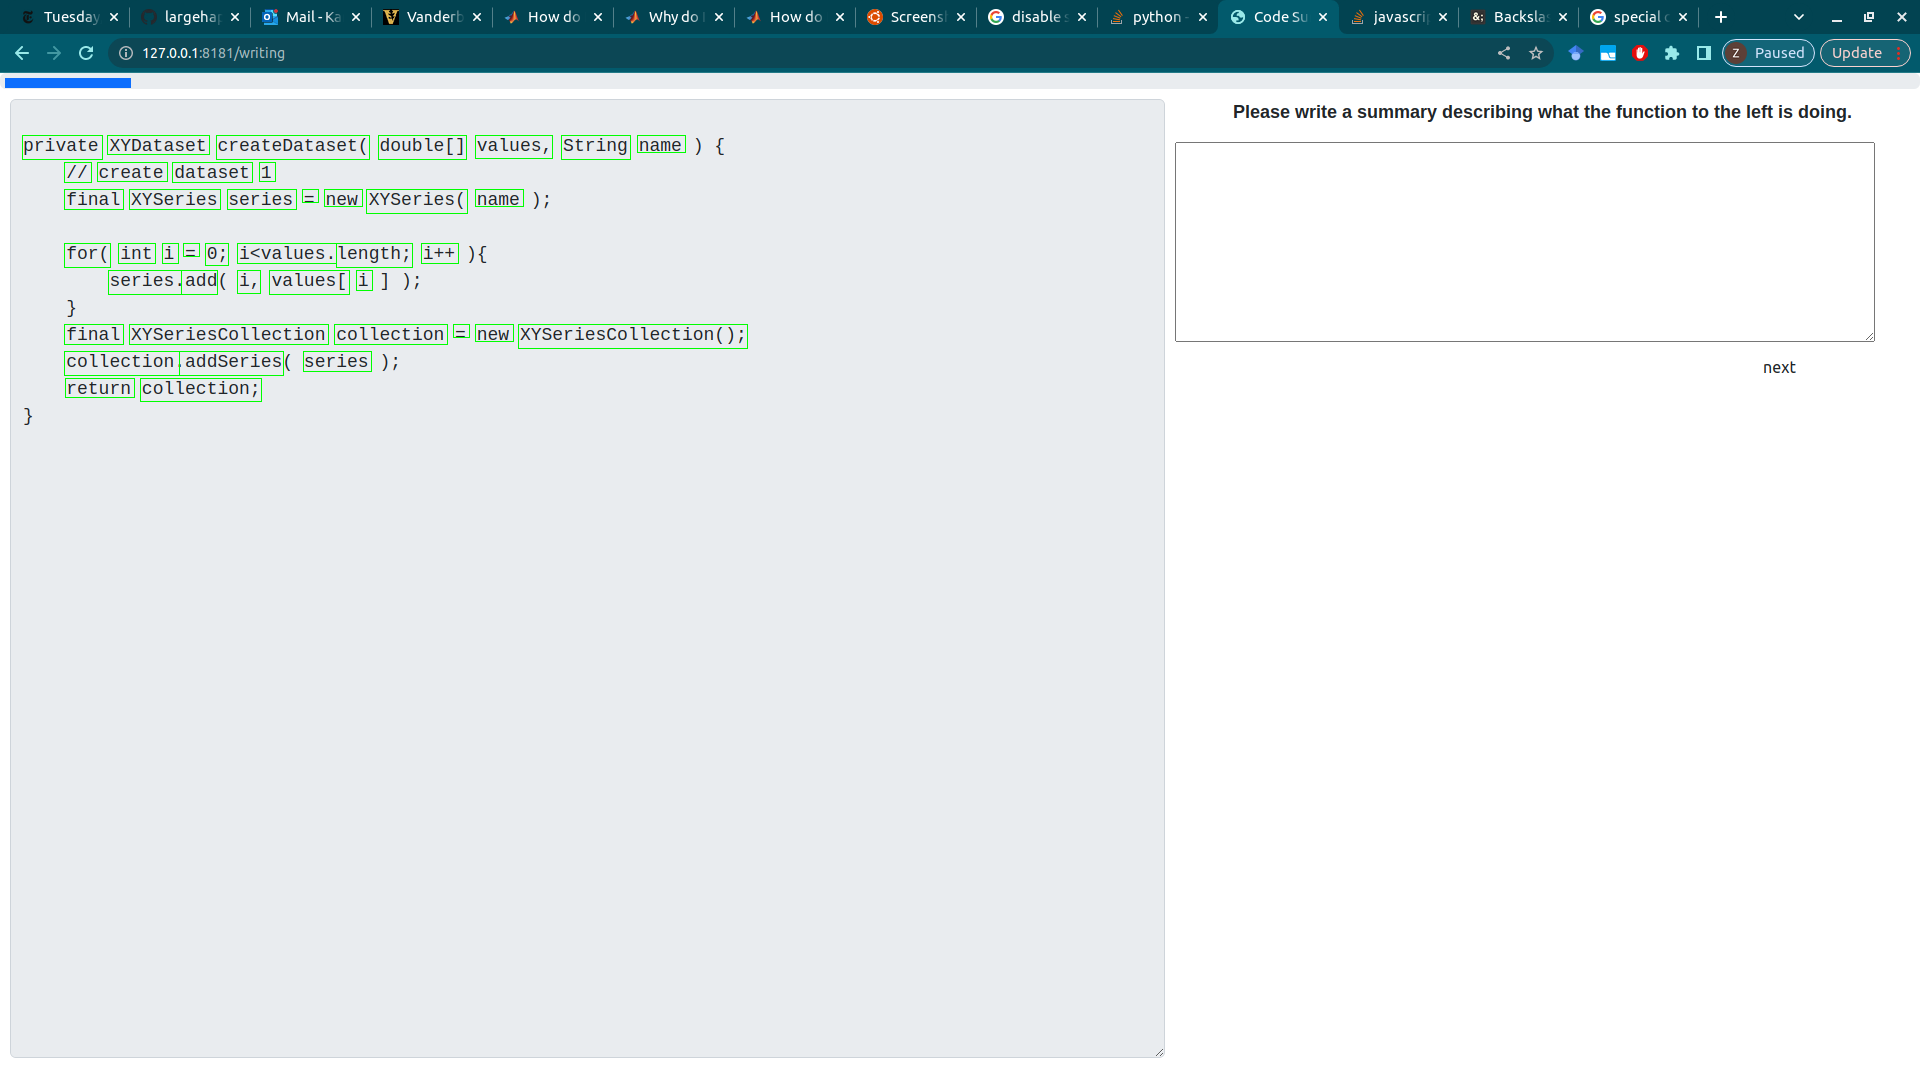 Tuesday
largehap
Mail - Ka
Vanderb
How do
Why do
How do
Screens
disable s
python -
Code Su
javascri
Backsla
special c
127.0.0.1:8181/writing
Z Paused
Update
private XYDataset createDataset( double[] values, String name ) {
// create dataset 1
final XYSeries series = new XYSeries( name );
for( int i = 0; i<values.length; i++ ){
series.add( i, values[ i ] );
}
final XYSeriesCollection collection = new XYSeriesCollection();
collection.addSeries( series );
return collection;
}
Please write a summary describing what the function to the left is doing.
next